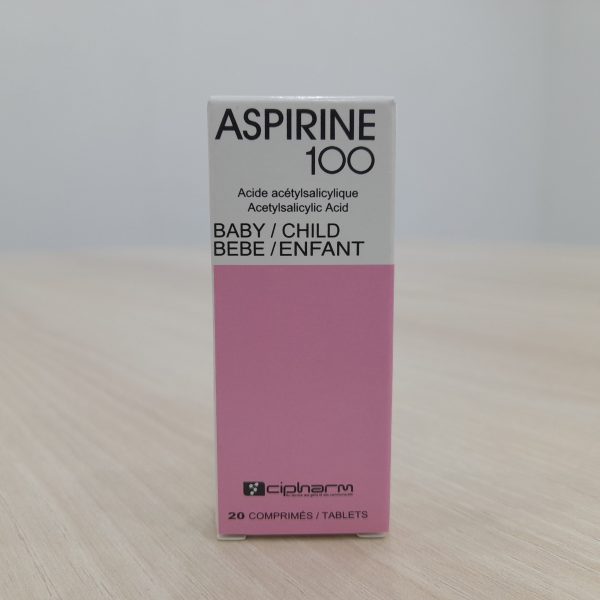 ASPIRINE
100
Acide acétylsalicylique
Acetylsalicylic Acid
BABY / CHILD
BEBE / ENFANT
cipharm
20 COMPRIMÉS / TABLETS